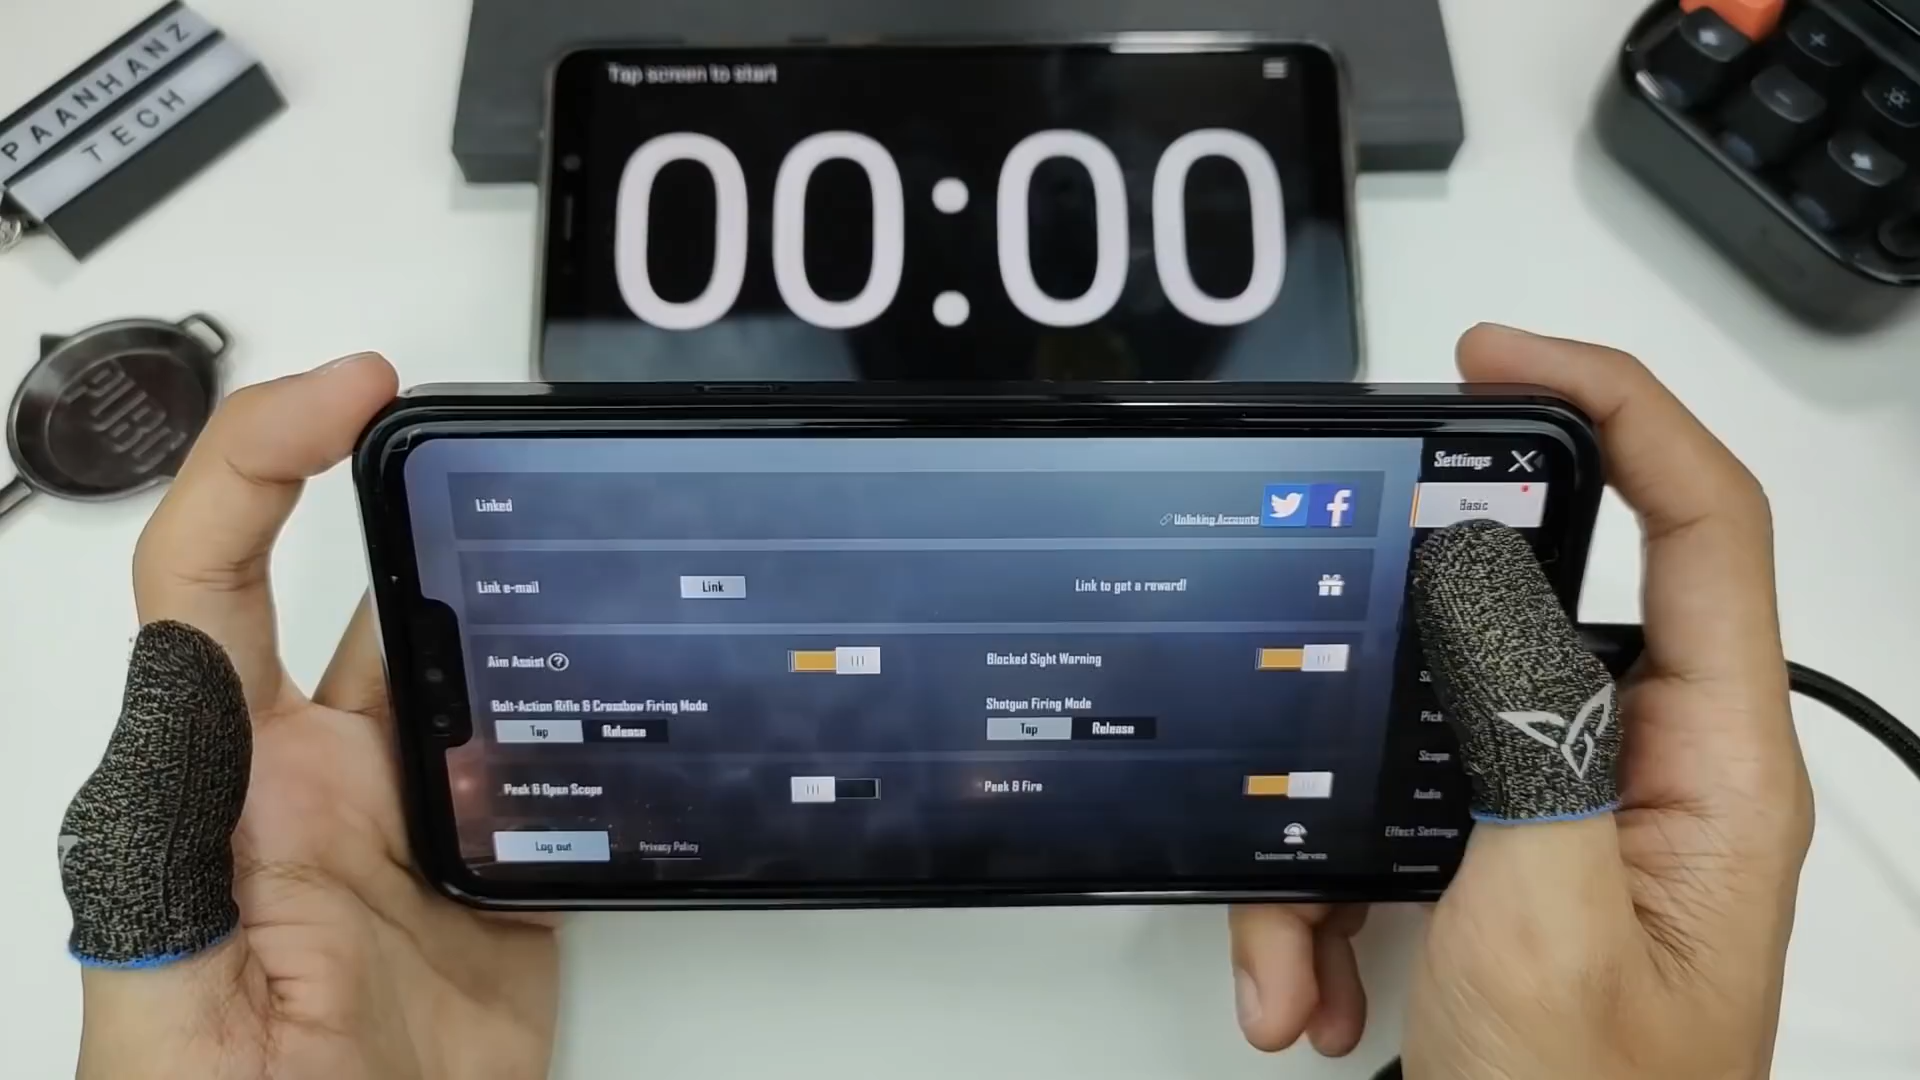 PAANHANZ
TECH
Tap screen to start
00:00
PUBG
Settings
Linked
Unlinking Accounts
Basic
Link e-mail
Link
Link to get a reward!
Aim Assist ?
Blocked Sight Warning
Bolt-Action Rifle & Crossbow Firing Mode
Shotgun Firing Mode
Tap
Release
Tap
Release
Pick
Scope
Peek & Open Scope
Peek & Fire
Audio
Effect Settings
Log out
Privacy Policy
Customer Service
Language